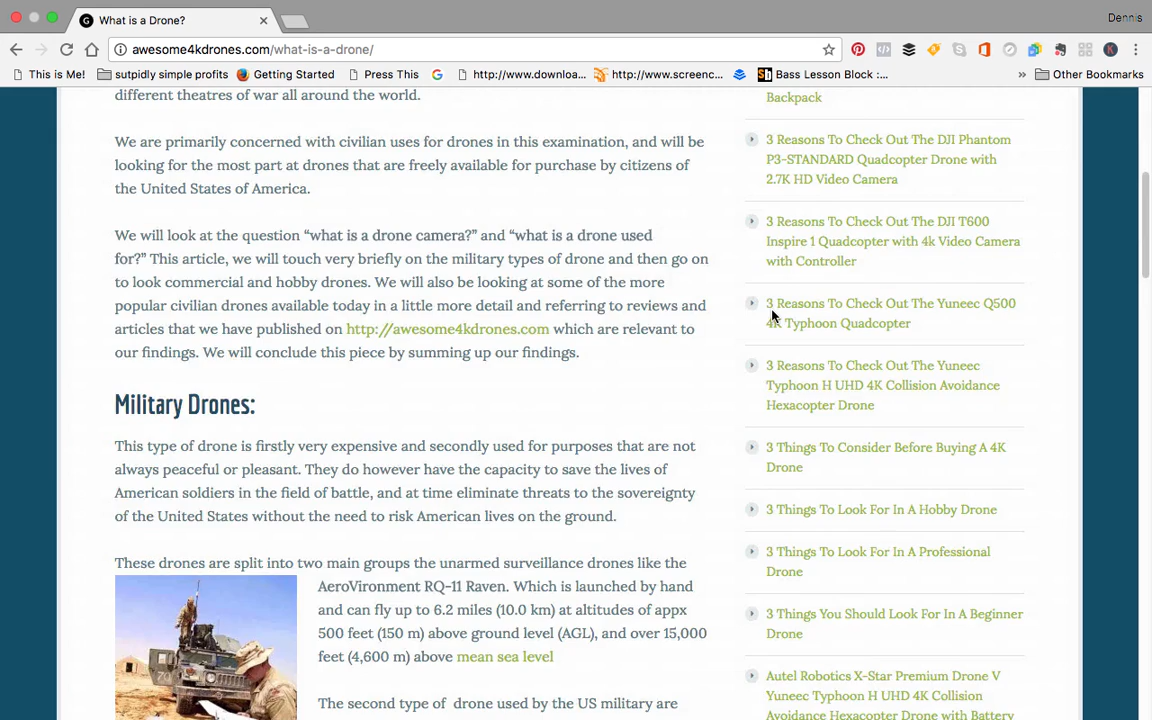 What is a Drone?
Dennis
awesome4kdrones.com/what-is-a-drone/
This is Me!
sutpidly simple profits
Getting Started
Press This
http://www.downloa...
http://www.screenc...
Bass Lesson Block :...
»
Other Bookmarks
different theatres of war all around the world.
We are primarily concerned with civilian uses for drones in this examination, and will be
looking for the most part at drones that are freely available for purchase by citizens of
the United States of America.
We will look at the question “what is a drone camera?” and “what is a drone used
for?” This article, we will touch very briefly on the military types of drone and then go on
to look commercial and hobby drones. We will also be looking at some of the more
popular civilian drones available today in a little more detail and referring to reviews and
articles that we have published on http://awesome4kdrones.com which are relevant to
our findings. We will conclude this piece by summing up our findings.
Military Drones:
This type of drone is firstly very expensive and secondly used for purposes that are not
always peaceful or pleasant. They do however have the capacity to save the lives of
American soldiers in the field of battle, and at time eliminate threats to the sovereignty
of the United States without the need to risk American lives on the ground.
These drones are split into two main groups the unarmed surveillance drones like the
AeroVironment RQ-11 Raven. Which is launched by hand
and can fly up to 6.2 miles (10.0 km) at altitudes of appx
500 feet (150 m) above ground level (AGL), and over 15,000
feet (4,600 m) above mean sea level
The second type of drone used by the US military are
Backpack
3 Reasons To Check Out The DJI Phantom
P3-STANDARD Quadcopter Drone with
2.7K HD Video Camera
3 Reasons To Check Out The DJI T600
Inspire 1 Quadcopter with 4k Video Camera
with Controller
3 Reasons To Check Out The Yuneec Q500
4K Typhoon Quadcopter
3 Reasons To Check Out The Yuneec
Typhoon H UHD 4K Collision Avoidance
Hexacopter Drone
3 Things To Consider Before Buying A 4K
Drone
3 Things To Look For In A Hobby Drone
3 Things To Look For In A Professional
Drone
3 Things You Should Look For In A Beginner
Drone
Autel Robotics X-Star Premium Drone V
Yuneec Typhoon H UHD 4K Collision
Avoidance Hexacopter Drone with Battery